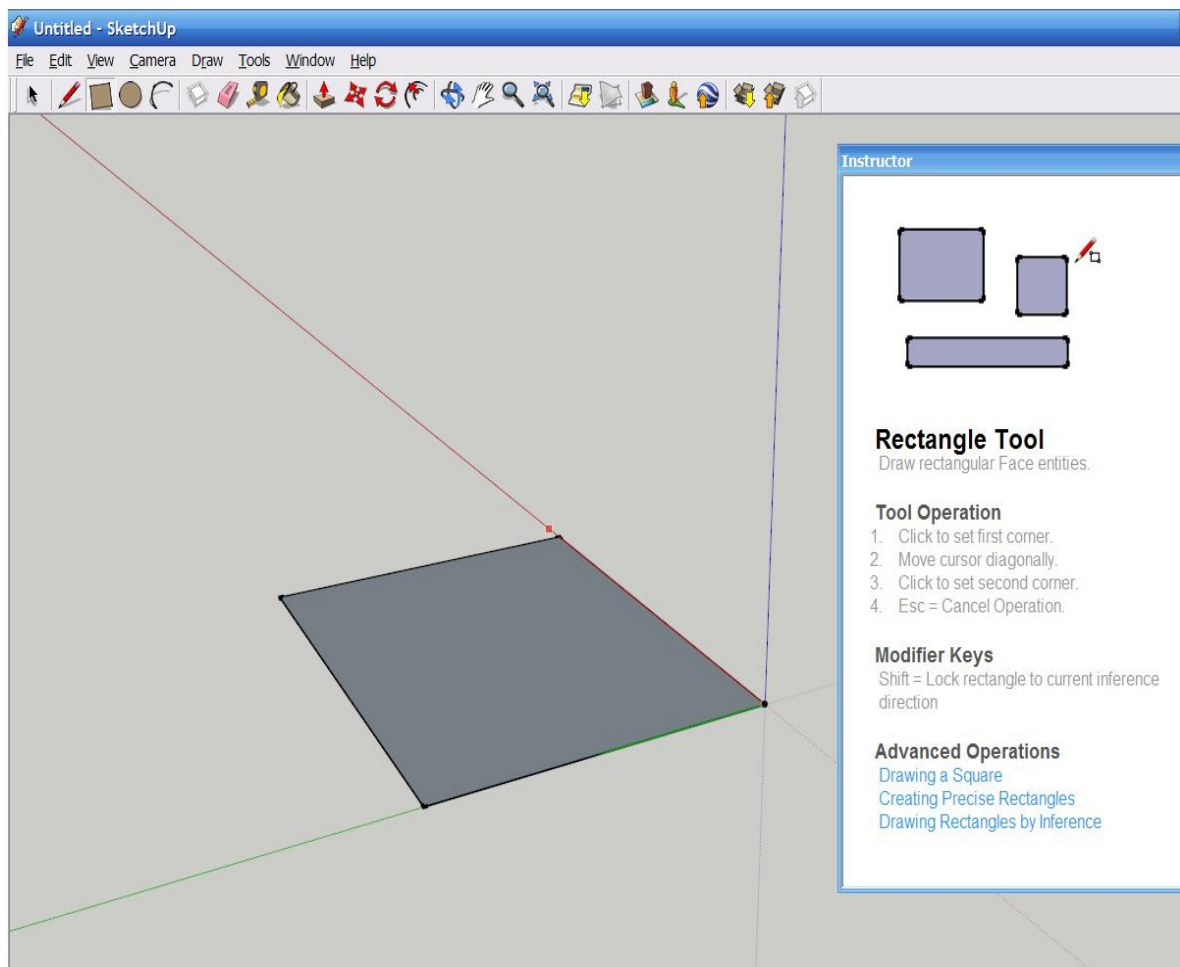 Untitled - SketchUp
File Edit View Camera Draw Tools Window Help
Instructor
Rectangle Tool
Draw rectangular Face entities.
Tool Operation
1. Click to set first corner.
2. Move cursor diagonally.
3. Click to set second corner.
4. Esc = Cancel Operation.
Modifier Keys
Shift = Lock rectangle to current inference
direction
Advanced Operations
Drawing a Square
Creating Precise Rectangles
Drawing Rectangles by Inference